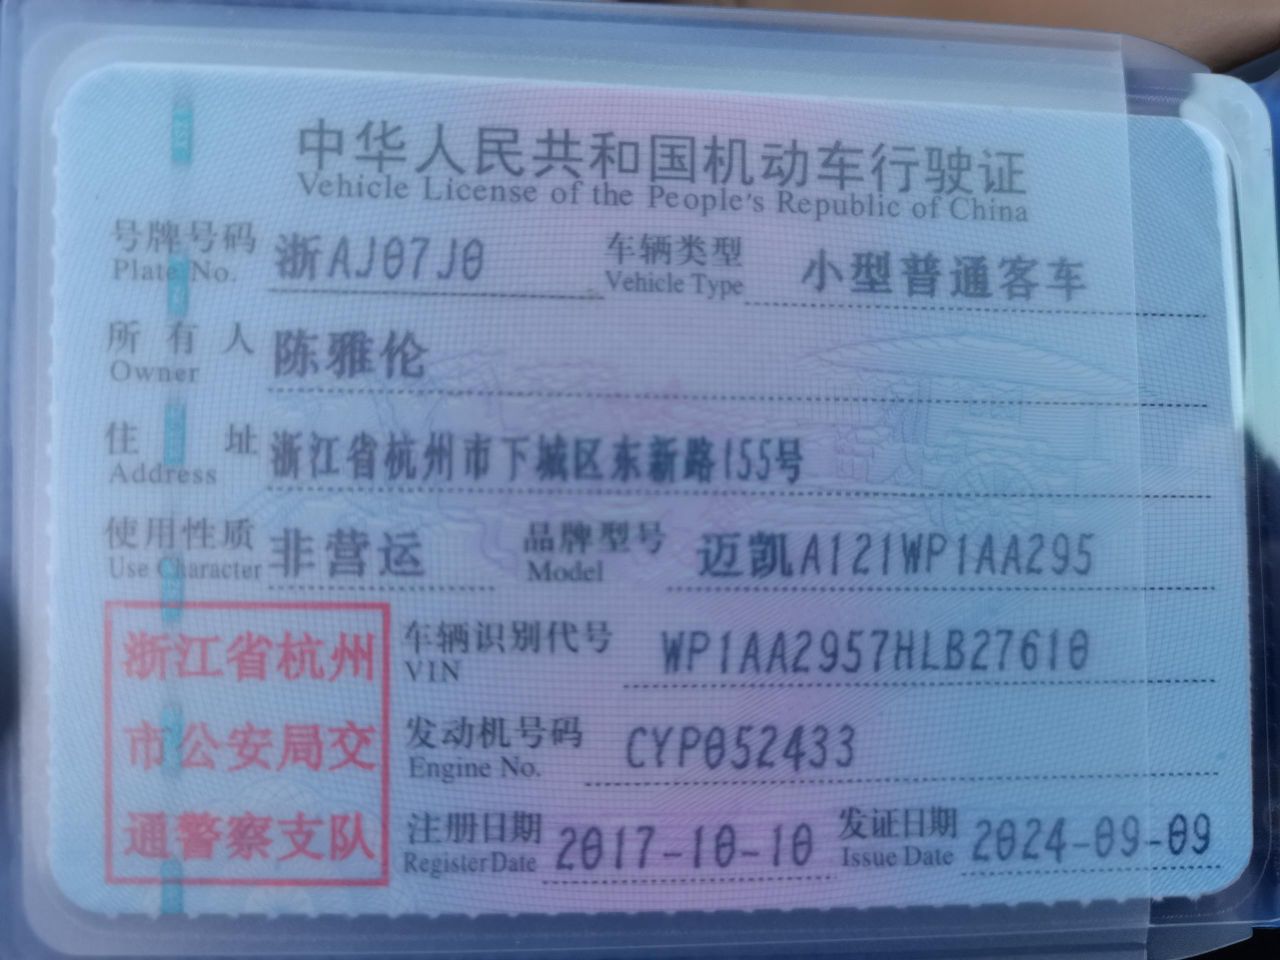 中华人民共和国机动车行驶证
Vehicle License of the People's Republic of China
号牌号码 浙AJ07J0 车辆类型 小型普通客车
Plate No. Vehicle Type
所有人 陈雅伦
Owner
住址 浙江省杭州市下城区东新路155号
Address
使用性质 非营运 品牌型号 迈凯A121WP1AA295
Use Character Model
浙江省杭州
市公安局交
通警察支队
车辆识别代号 WP1AA2957HLB27610
VIN
发动机号码 CYP052433
Engine No.
注册日期 2017-10-10 发证日期 2024-09-09
Register Date Issue Date